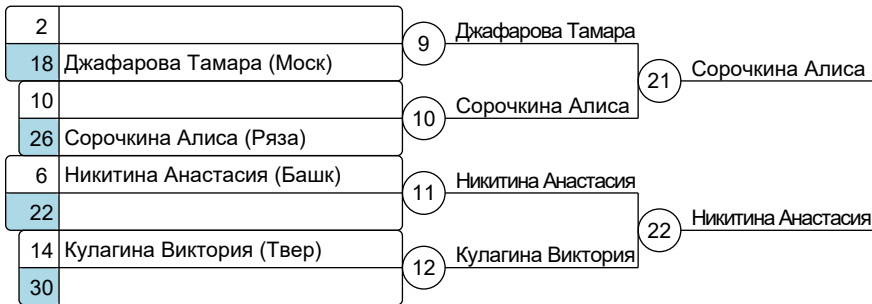 2
18 Джафарова Тамара (Моск)
9 Джафарова Тамара
10
26 Сорочкина Алиса (Ряза)
10 Сорочкина Алиса
21 Сорочкина Алиса
6 Никитина Анастасия (Башк)
22
11 Никитина Анастасия
14 Кулагина Виктория (Твер)
30
12 Кулагина Виктория
22 Никитина Анастасия